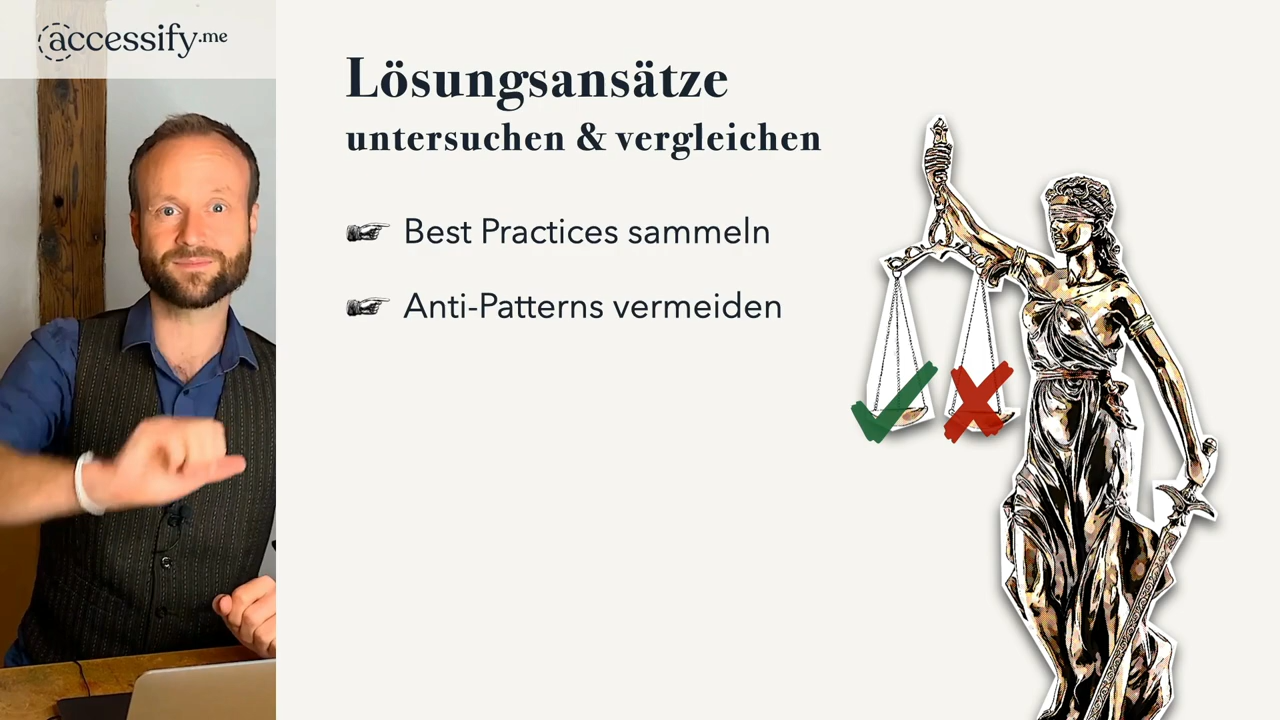 accessify.me
Lösungsansätze
untersuchen & vergleichen
Best Practices sammeln
Anti-Patterns vermeiden